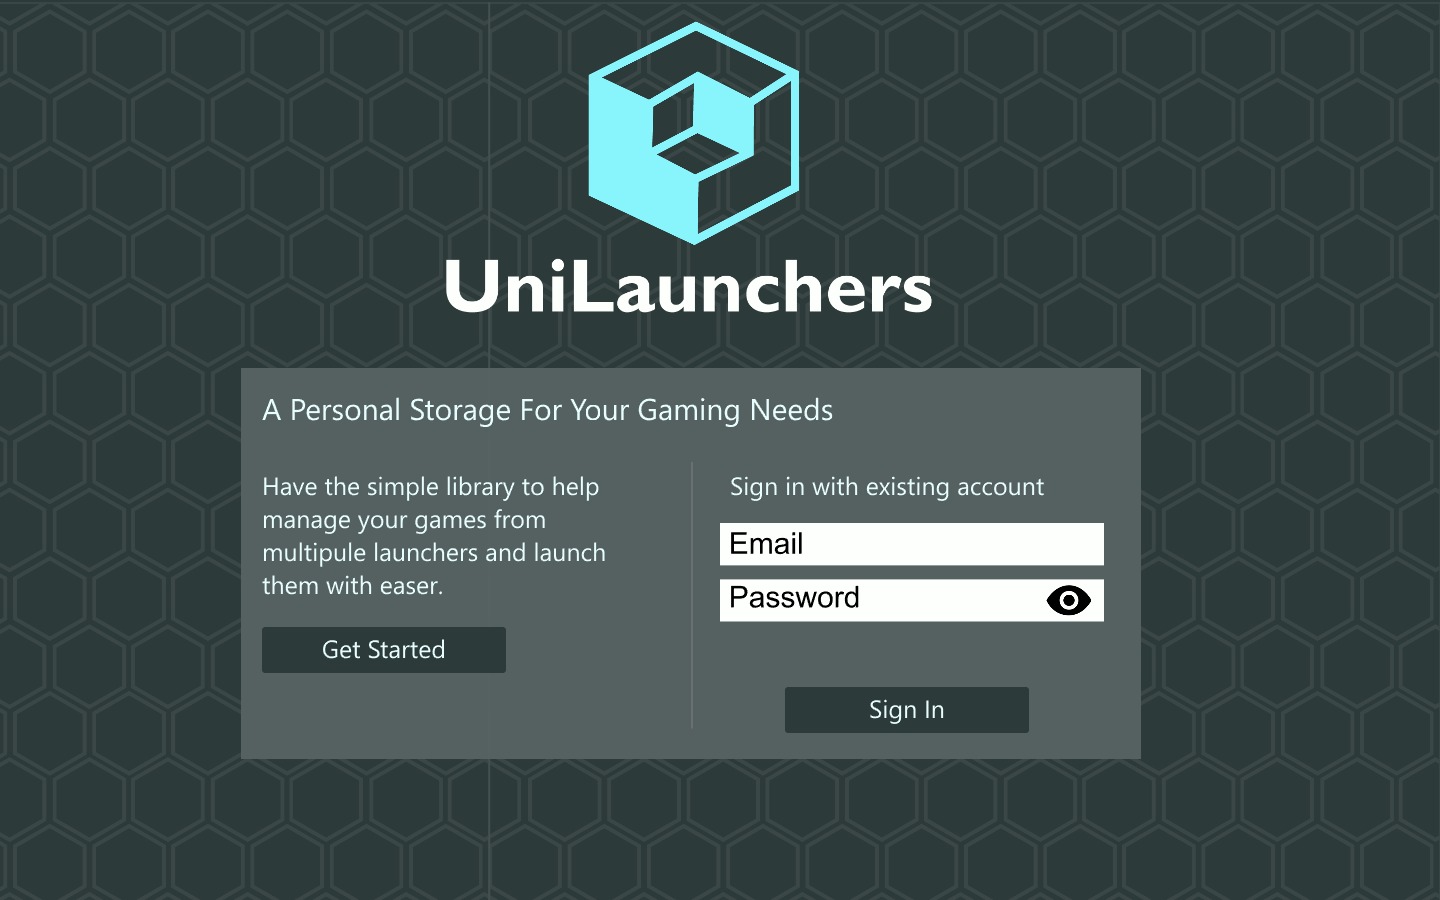 UniLaunchers
A Personal Storage For Your Gaming Needs
Have the simple library to help
manage your games from
multipule launchers and launch
them with easer.
Get Started
Sign in with existing account
Email
Password
Sign In